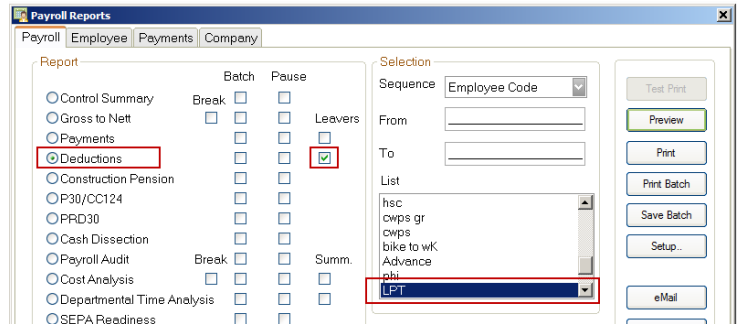 Payroll Reports
Payroll Employee Payments Company
Report
Batch Pause
Control Summary Break
Gross to Nett Leavers
Payments
Deductions
Construction Pension
P30/CC124
PRD30
Cash Dissection
Payroll Audit Break Summ.
Cost Analysis
Departmental Time Analysis
SEPA Readiness
Selection
Sequence Employee Code
From
To
List
hsc
cwps gr
cwps
bike to wK
Advance
phi
LPT
Test Print
Preview
Print
Print Batch
Save Batch
Setup..
eMail